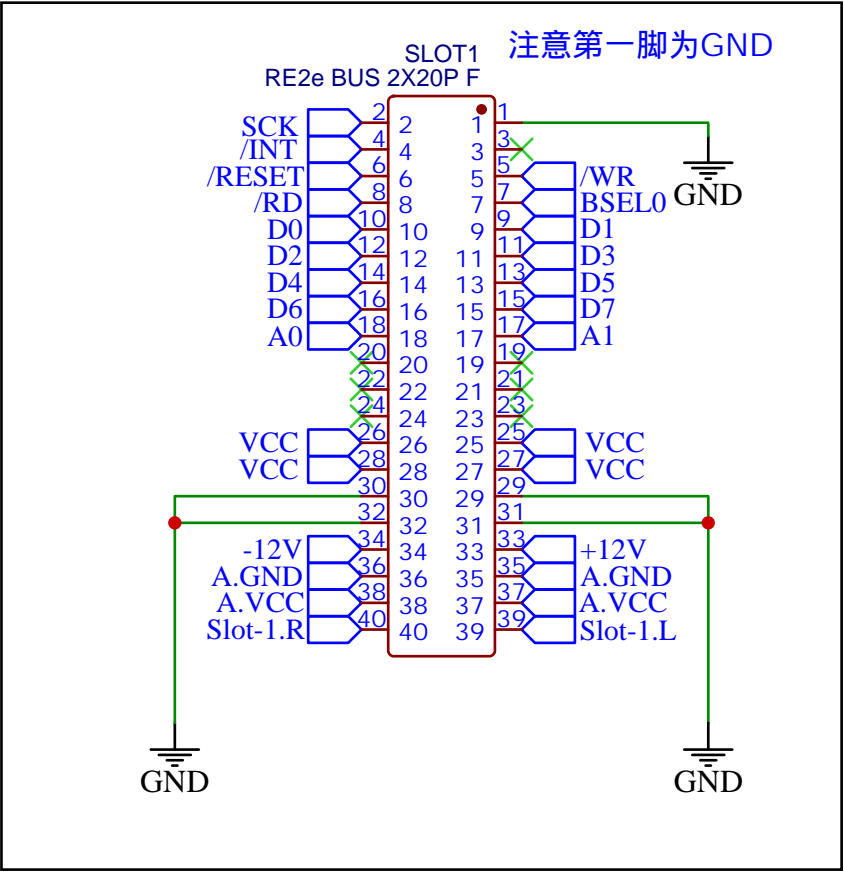 注意第一脚为GND
SLOT1
RE2e BUS 2X20P F
SCK 2 2 1 1
/INT 4 4 3 3
/RESET 6 6 5 5 /WR
/RD 8 8 7 7 BSEL0 GND
D0 10 10 9 9 D1
D2 12 12 11 11 D3
D4 14 14 13 13 D5
D6 16 16 15 15 D7
A0 18 18 17 17 A1
20 20 19 19
22 22 21 21
24 24 23 23
VCC 26 26 25 25 VCC
VCC 28 28 27 27 VCC
30 30 29 29
32 32 31 31
-12V 34 34 33 33 +12V
A.GND 36 36 35 35 A.GND
A.VCC 38 38 37 37 A.VCC
Slot-1.R 40 40 39 39 Slot-1.L
GND GND